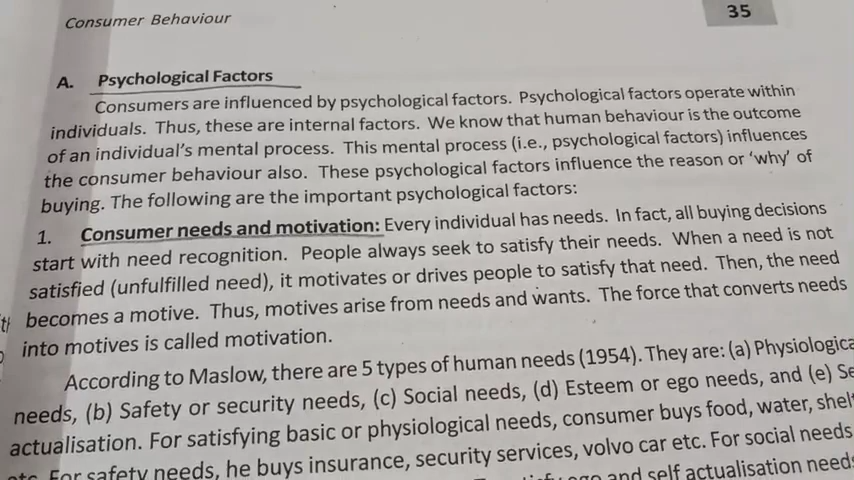 Consumer Behaviour
35
A. Psychological Factors
Consumers are influenced by psychological factors. Psychological factors operate within
individuals. Thus, these are internal factors. We know that human behaviour is the outcome
of an individual's mental process. This mental process (i.e., psychological factors) influences
the consumer behaviour also. These psychological factors influence the reason or 'why' of
buying. The following are the important psychological factors:
1. Consumer needs and motivation: Every individual has needs. In fact, all buying decisions
start with need recognition. People always seek to satisfy their needs. When a need is not
satisfied (unfulfilled need), it motivates or drives people to satisfy that need. Then, the need
becomes a motive. Thus, motives arise from needs and wants. The force that converts needs
into motives is called motivation.
According to Maslow, there are 5 types of human needs (1954). They are: (a) Physiologica
needs, (b) Safety or security needs, (c) Social needs, (d) Esteem or ego needs, and (e) Se
actualisation. For satisfying basic or physiological needs, consumer buys food, water, shel
etc. For safety needs, he buys insurance, security services, volvo car etc. For social needs
ego and self actualisation need